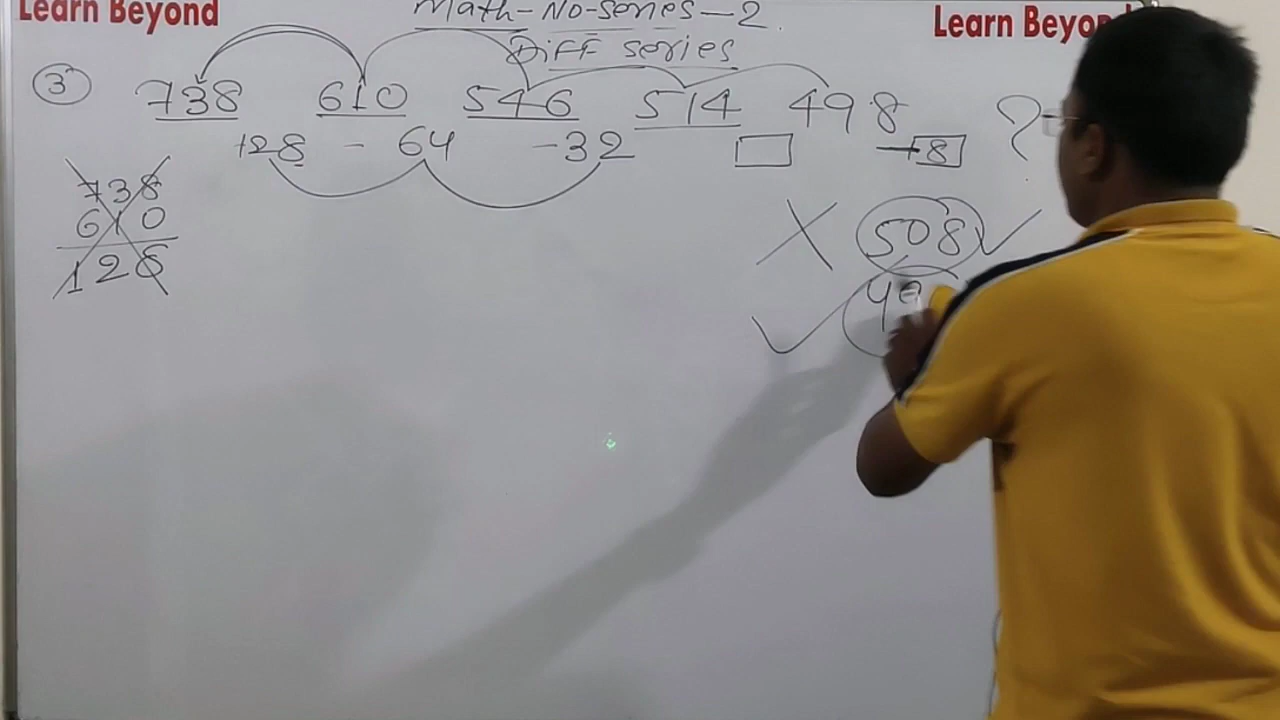 Learn Beyond
Math-No-series-2.
Learn Beyon
Diff series
3 738 610 546 514 498 ?
128 - 64 - 32 8
738
610
128
508
49